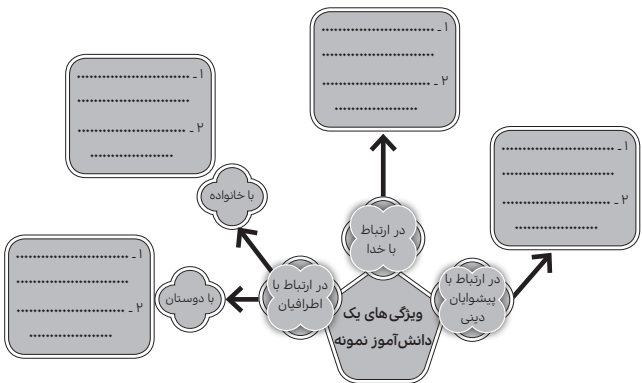 ۱ـ ............................
............................
۲ـ ............................
.....................
۱ـ ............................
............................
۲ـ ............................
.....................
۱ـ ............................
............................
۲ـ ............................
.....................
با خانواده
در ارتباط
با خدا
در ارتباط با
پیشوایان
دینی
۱ـ ............................
............................
۲ـ ............................
.....................
با دوستان
در ارتباط با
اطرافیان
ویژگی‌های یک
دانش‌آموز نمونه